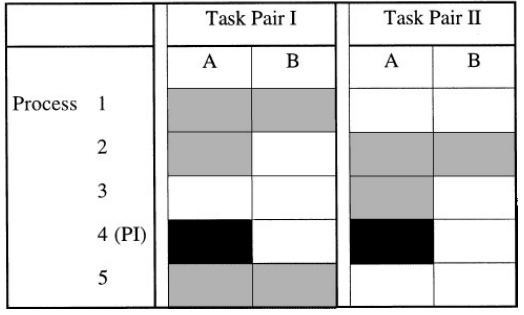 Task Pair I Task Pair II
A B A B
Process 1
2
3
4 (PI)
5